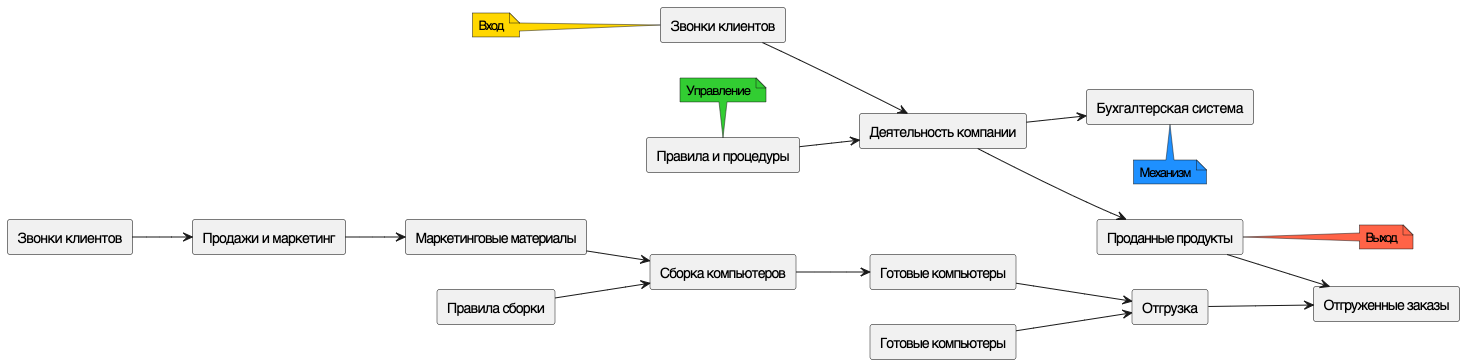 Вход
Звонки клиентов
Управление
Бухгалтерская система
Деятельность компании
Правила и процедуры
Механизм
Звонки клиентов
Продажи и маркетинг
Маркетинговые материалы
Проданные продукты
Выход
Сборка компьютеров
Готовые компьютеры
Правила сборки
Отгрузка
Отгруженные заказы
Готовые компьютеры